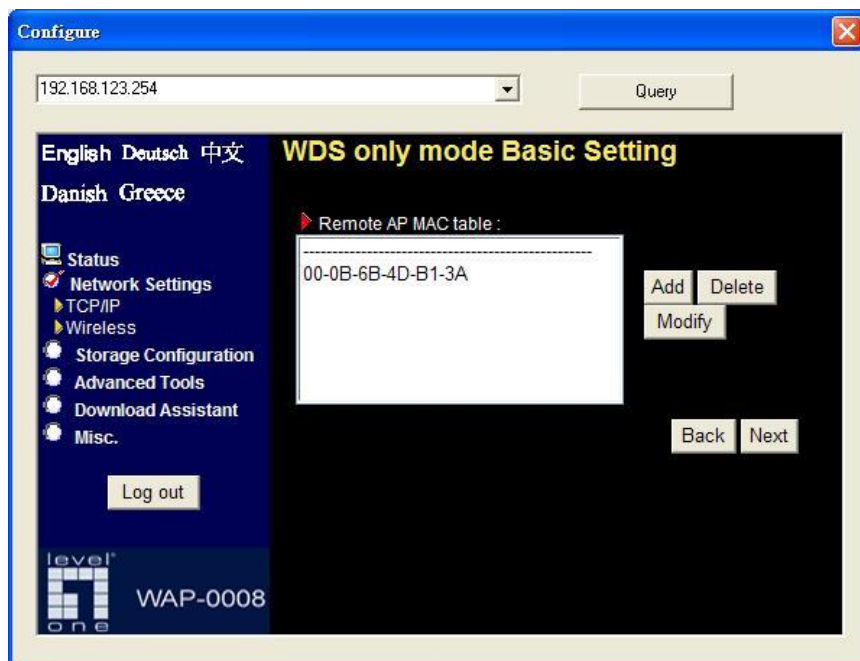 Configure
192.168.123.254
Query
English Deutsch 中文
Danish Greece
Status
Network Settings
TCP/IP
Wireless
Storage Configuration
Advanced Tools
Download Assistant
Misc.
Log out
level
one
WAP-0008
WDS only mode Basic Setting
Remote AP MAC table :
--------------------------------------------------
00-0B-6B-4D-B1-3A
Add Delete
Modify
Back Next